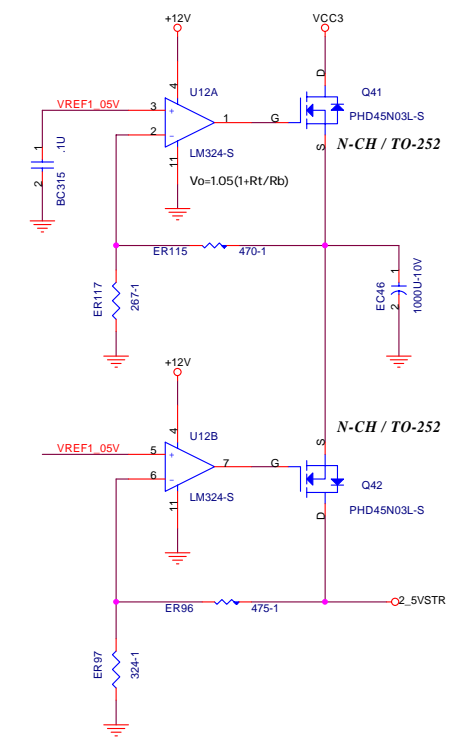 +12V
VCC3
4
U12A
D
Q41
VREF1_05V
3
+
1
G
PHD45N03L-S
2
-
S
N-CH / TO-252
1
.1U
11
LM324-S
2
BC315
Vo=1.05(1+Rt/Rb)
ER115
470-1
ER117
267-1
1
EC46
1000U-10V
2
+12V
4
U12B
N-CH / TO-252
S
VREF1_05V
5
+
7
G
Q42
6
-
11
LM324-S
D
PHD45N03L-S
ER96
475-1
2_5VSTR
ER97
324-1